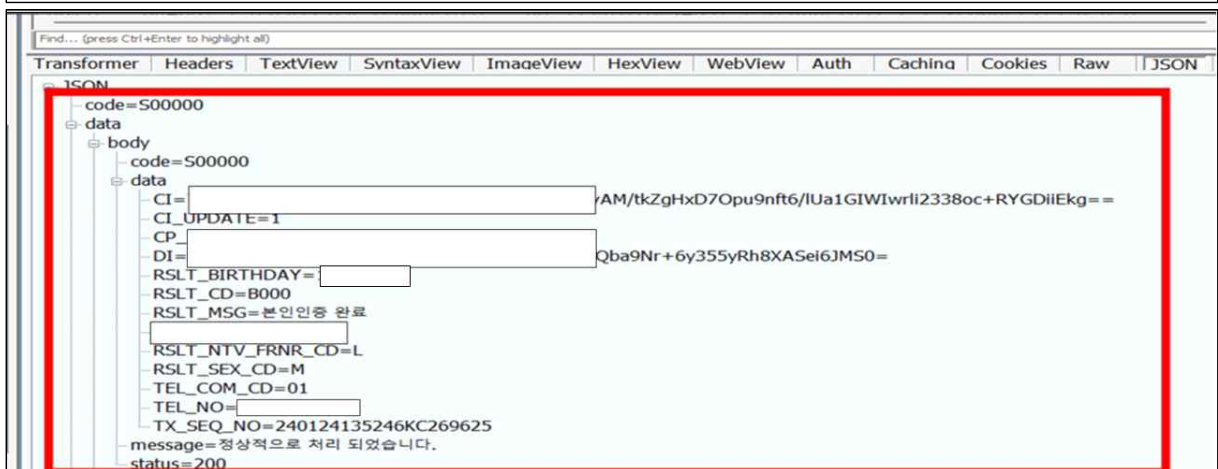 Find... (press Ctrl+Enter to highlight all)
Transformer Headers TextView SyntaxView ImageView HexView WebView Auth Caching Cookies Raw JSON
JSON
code=S00000
data
body
code=S00000
data
CI= AM/tkZgHxD7Opu9nft6/lUa1GIWIwrli2338oc+RYGDiiEkg==
CI_UPDATE=1
CP_
DI= Qba9Nr+6y355yRh8XASei6JMS0=
RSLT_BIRTHDAY=
RSLT_CD=B000
RSLT_MSG=본인인증 완료
RSLT_NTV_FRNR_CD=L
RSLT_SEX_CD=M
TEL_COM_CD=01
TEL_NO=
TX_SEQ_NO=240124135246KC269625
message=정상적으로 처리 되었습니다.
status=200